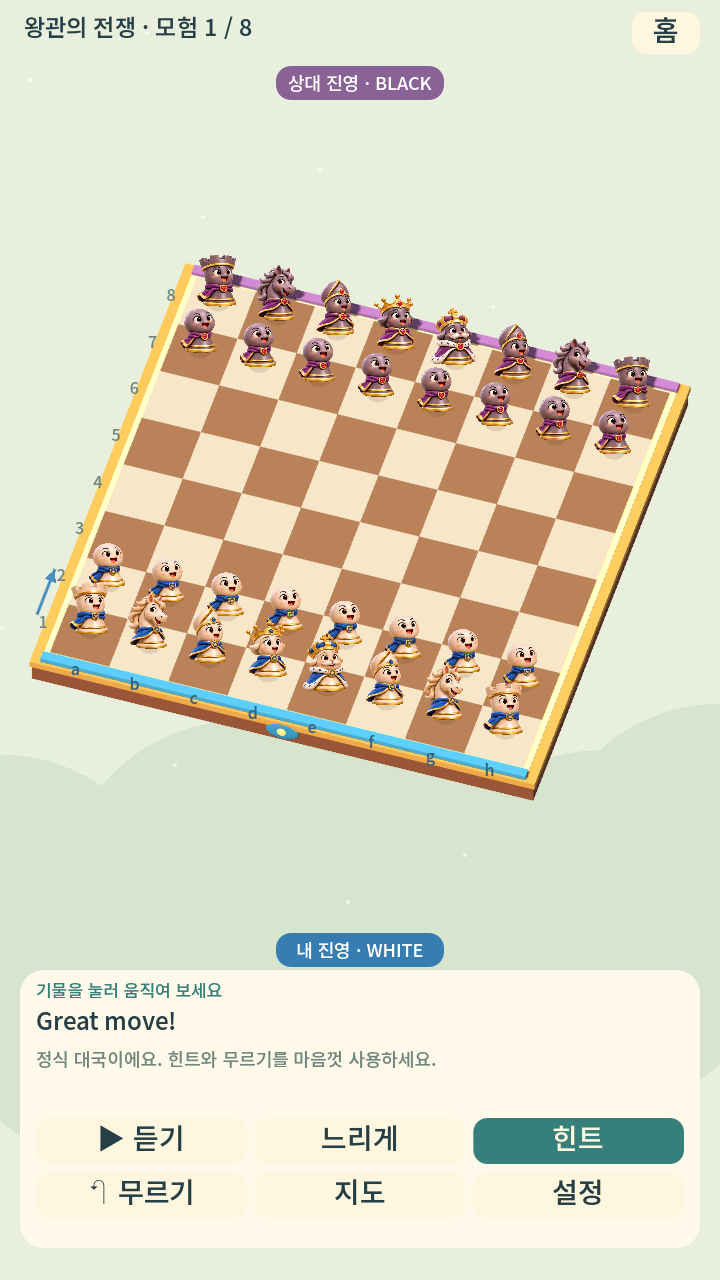 왕관의 전쟁 · 모험 1 / 8
홈
상대 진영 · BLACK
8
7
6
5
4
3
2
1
a
b
c
d
e
f
g
h
내 진영 · WHITE
기물을 눌러 움직여 보세요
Great move!
정식 대국이에요. 힌트와 무르기를 마음껏 사용하세요.
▶ 듣기
느리게
힌트
무르기
지도
설정